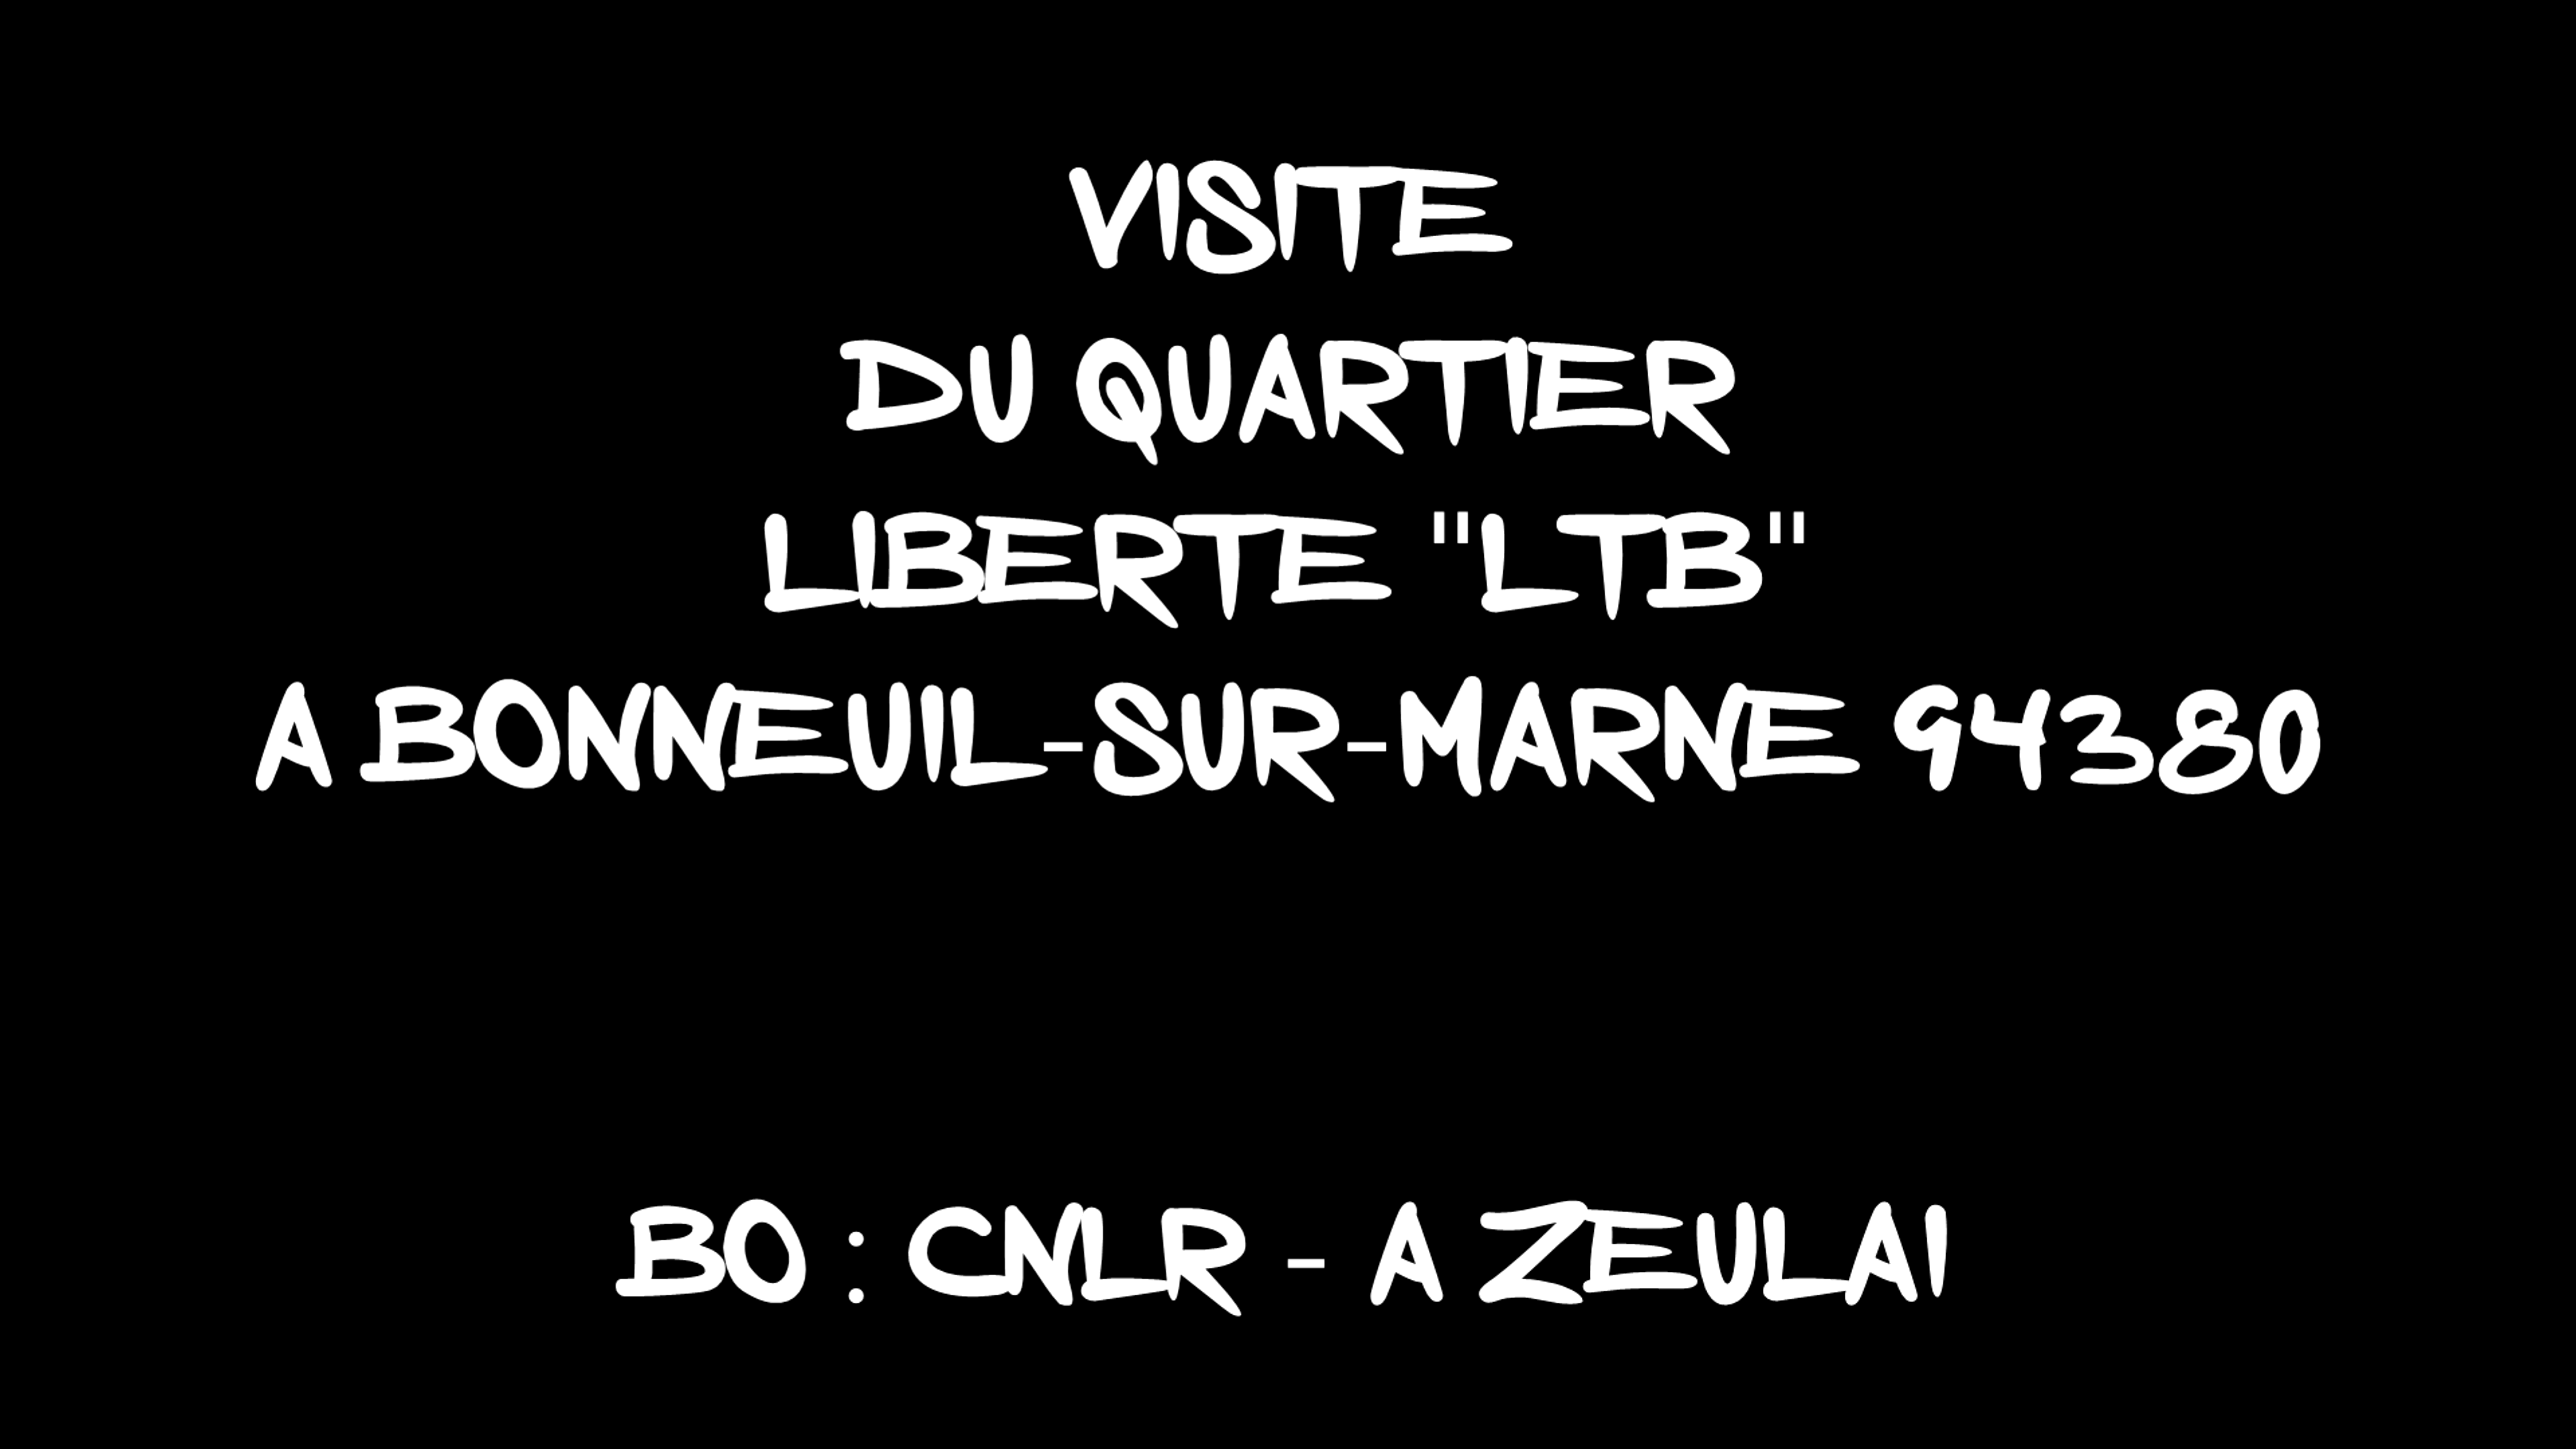 VISITE
DU QUARTIER
LIBERTE "LTB"
A BONNEUIL-SUR-MARNE 94380
BO : CNLR - A ZEULAI